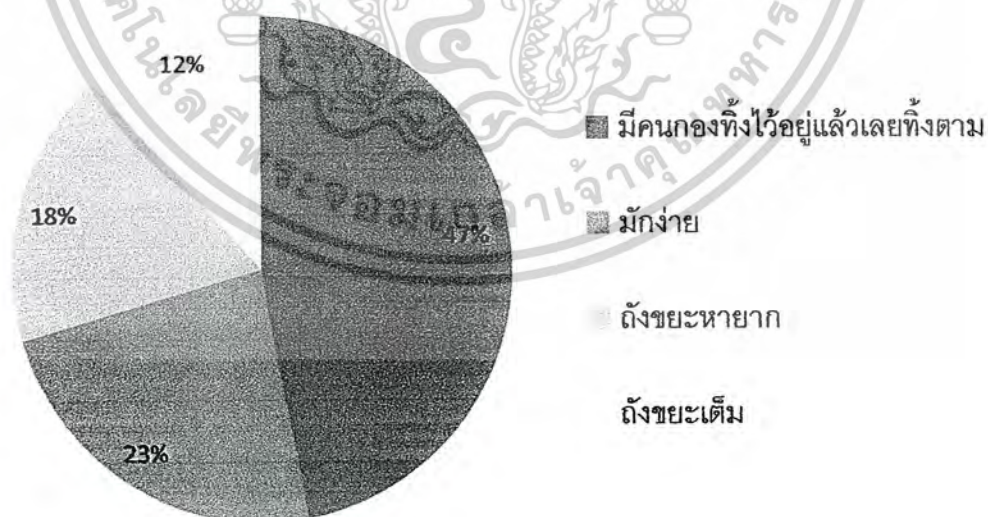 12%
18%
47%
23%
มีคนกองทิ้งไว้อยู่แล้วเลยทิ้งตาม
มักง่าย
ถังขยะหายาก
ถังขยะเต็ม